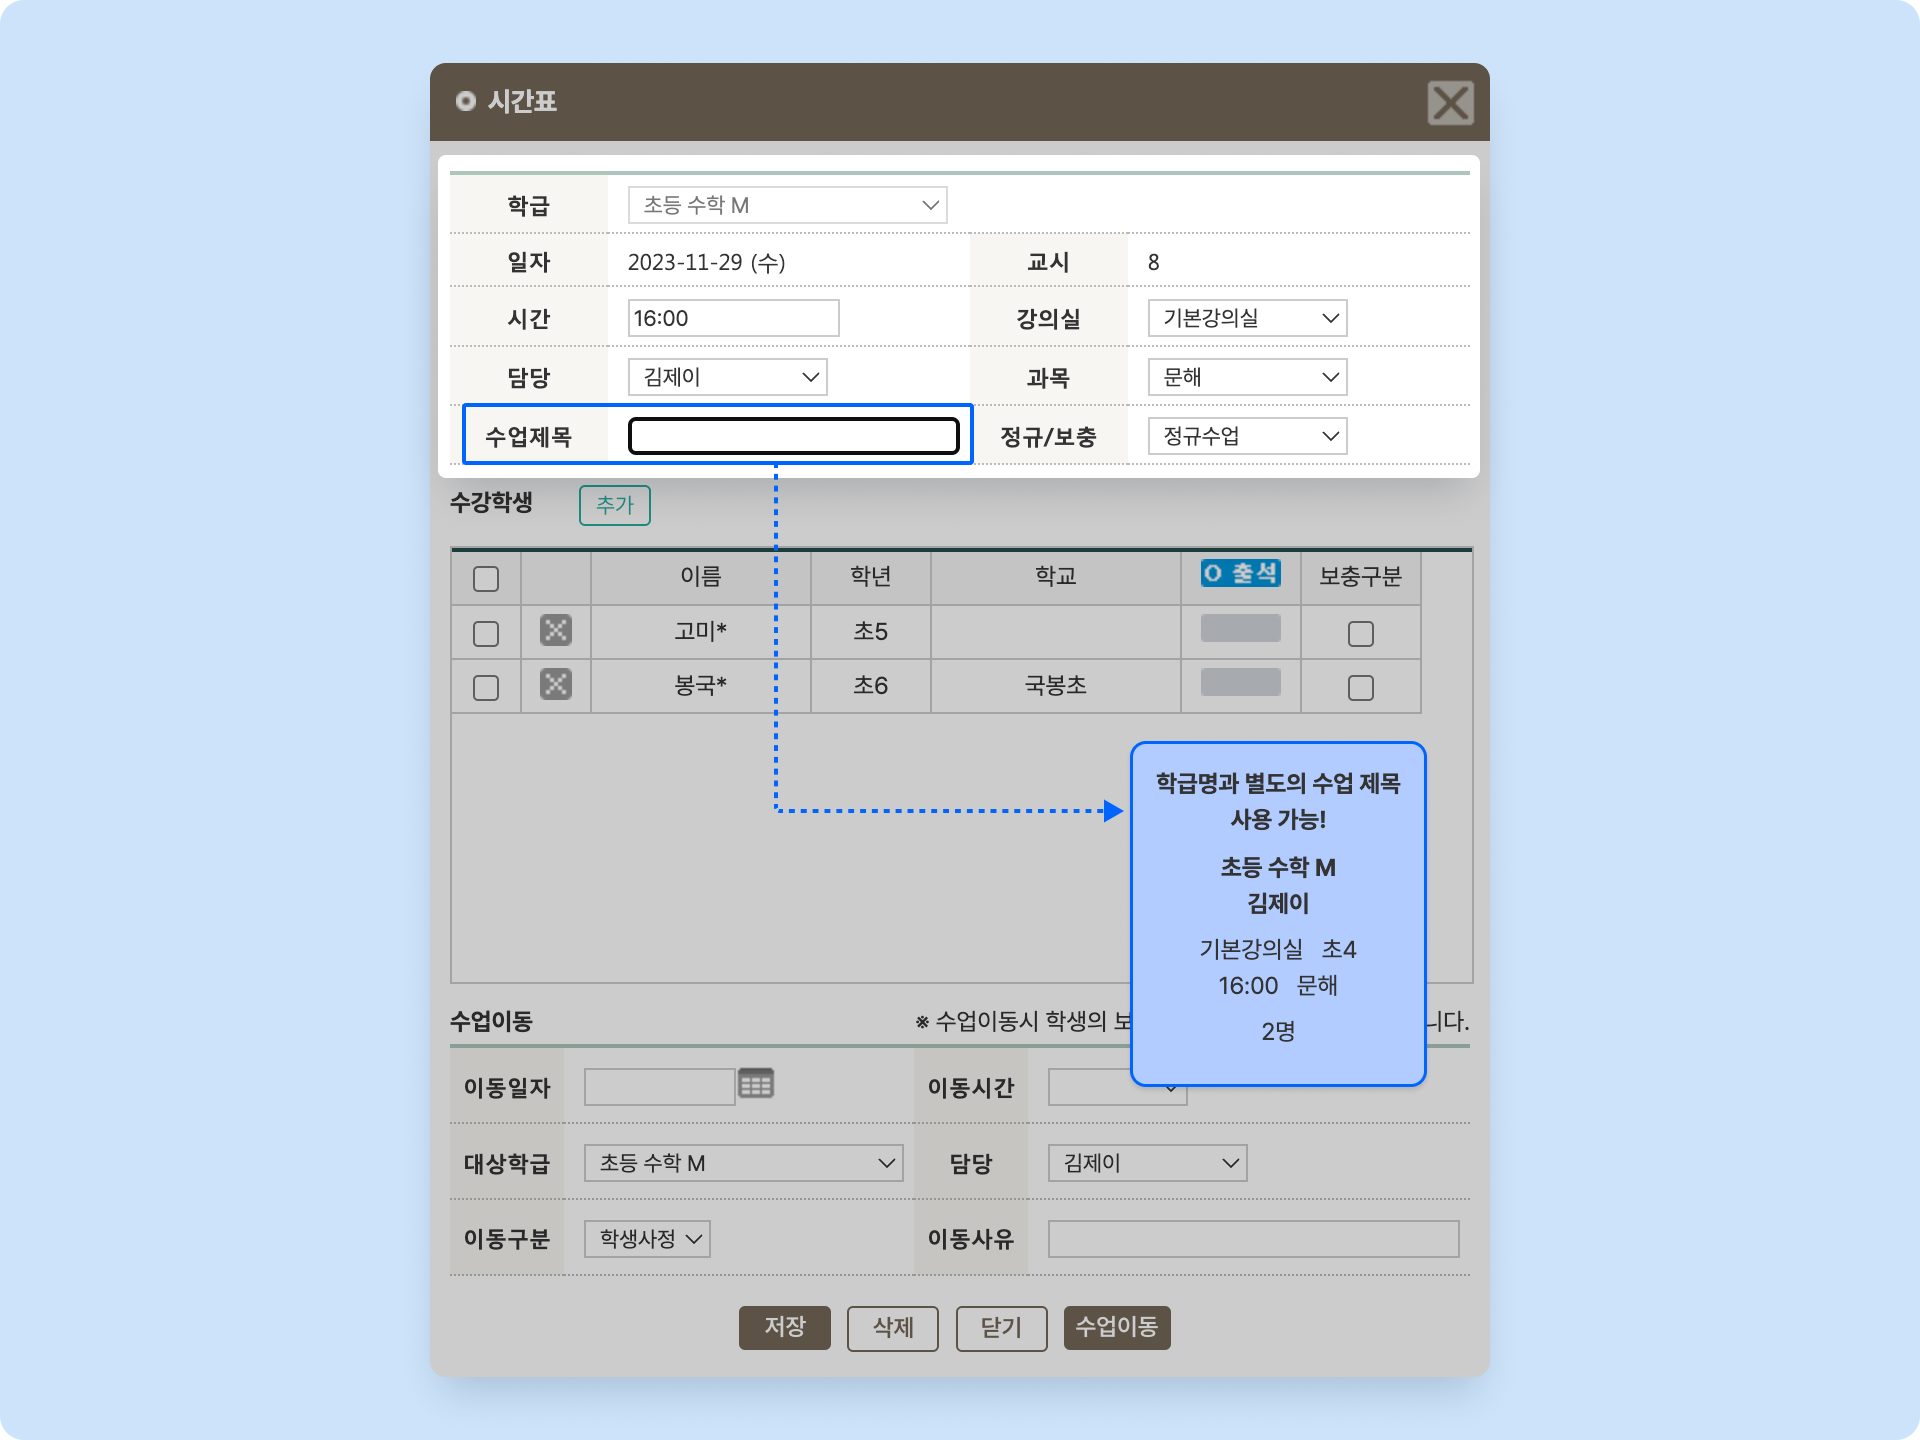 시간표
학급 초등 수학 M
일자 2023-11-29 (수) 교시 8
시간 16:00 강의실 기본강의실
담당 김제이 과목 문해
수업제목 정규/보충 정규수업
수강학생 추가
이름 학년 학교 O 출석 보충구분
고미* 초5
봉국* 초6 국봉초
학급명과 별도의 수업 제목
사용 가능!
초등 수학 M
김제이
기본강의실 초4
16:00 문해
2명
수업이동 ※ 수업이동시 학생의 보 니다.
이동일자 이동시간
대상학급 초등 수학 M 담당 김제이
이동구분 학생사정 이동사유
저장 삭제 닫기 수업이동